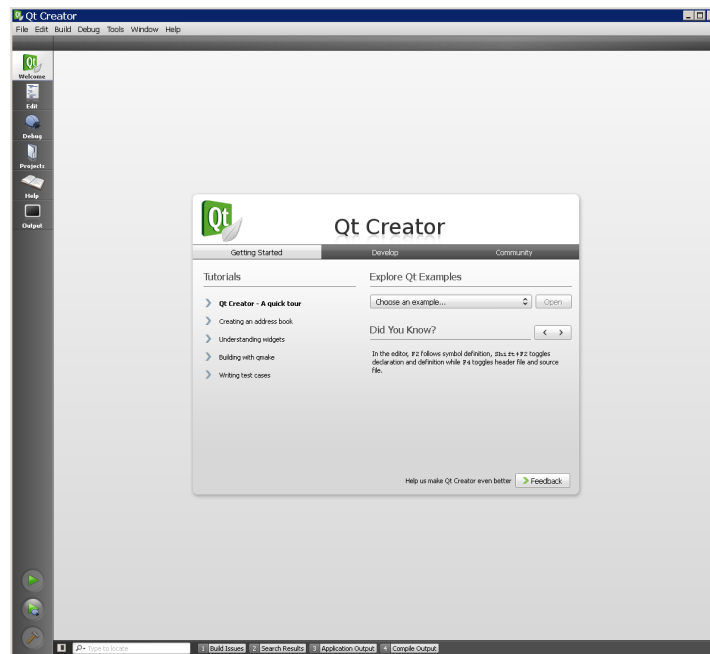 Qt Creator
File Edit Build Debug Tools Window Help
Qt
Welcome
Edit
Debug
Projects
Help
Output
Qt
Qt Creator
Getting Started Develop Community
Tutorials
Qt Creator - A quick tour
Creating an address book
Understanding widgets
Building with qmake
Writing test cases
Explore Qt Examples
Choose an example... Open
Did You Know?
In the editor, F2 follows symbol definition, Shift+F2 toggles
declaration and definition while F4 toggles header file and source
file.
Help us make Qt Creator even better Feedback
Type to locate 1 Build Issues 2 Search Results 3 Application Output 4 Compile Output